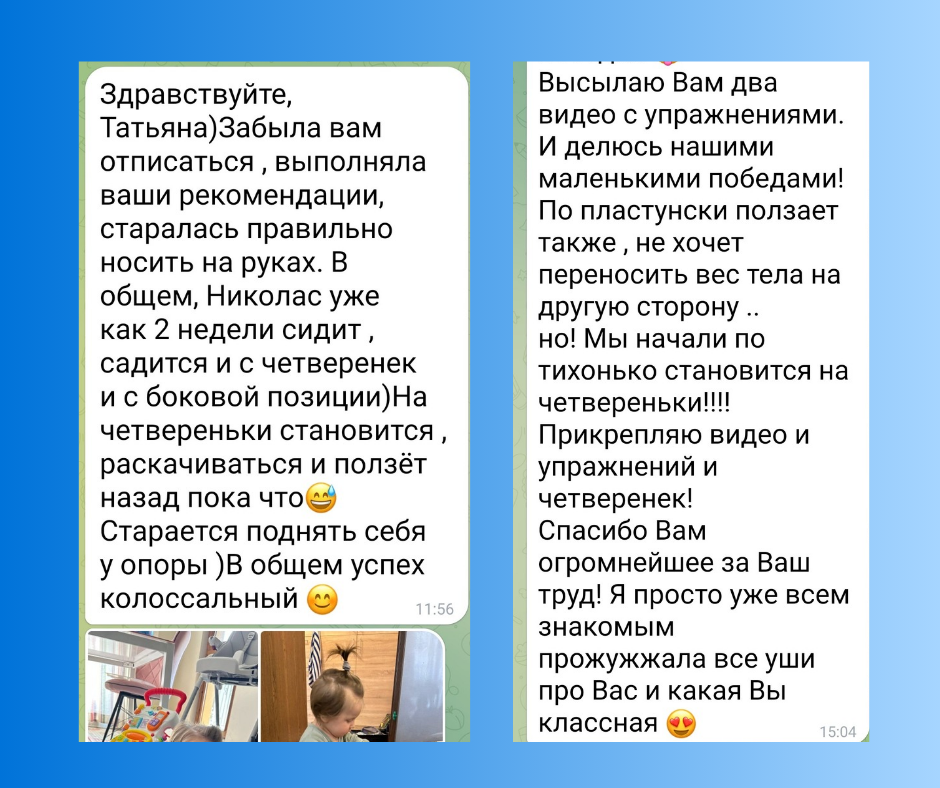 Здравствуйте,
Татьяна)Забыла вам
отписаться , выполняла
ваши рекомендации,
старалась правильно
носить на руках. В
общем, Николас уже
как 2 недели сидит ,
садится и с четверенек
и с боковой позиции)На
четвереньки становится ,
раскачиваться и ползёт
назад пока что😅
Старается поднять себя
у опоры )В общем успех
колоссальный 😊
11:56
Высылаю Вам два
видео с упражнениями.
И делюсь нашими
маленькими победами!
По пластунски ползает
также , не хочет
переносить вес тела на
другую сторону ..
но! Мы начали по
тихонько становится на
четвереньки!!!!
Прикрепляю видео и
упражнений и
четверенек!
Спасибо Вам
огромнейшее за Ваш
труд! Я просто уже всем
знакомым
прожужжала все уши
про Вас и какая Вы
классная 😍
15:04